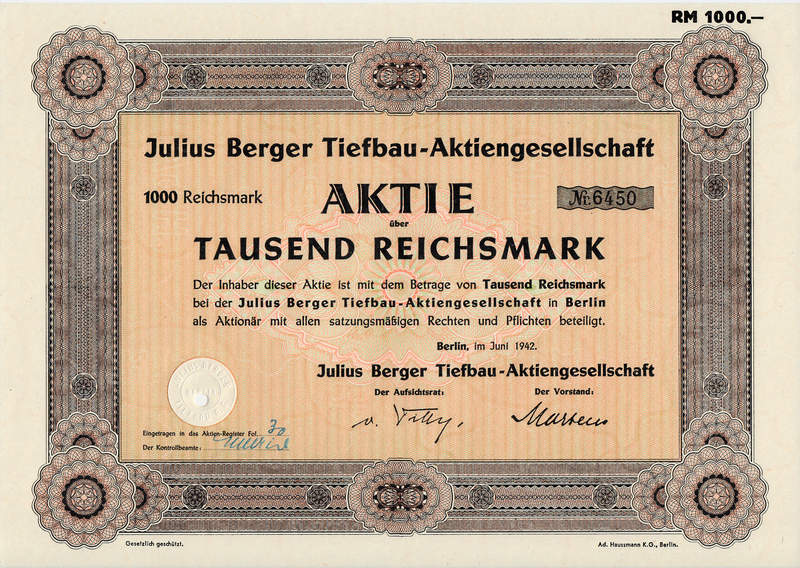 RM 1000.—
Julius Berger Tiefbau-Aktiengesellschaft
1000 Reichsmark AKTIE Nr. 6450
über
TAUSEND REICHSMARK
Der Inhaber dieser Aktie ist mit dem Betrage von Tausend Reichsmark
bei der Julius Berger Tiefbau-Aktiengesellschaft in Berlin
als Aktionär mit allen satzungsmäßigen Rechten und Pflichten beteiligt.
Berlin, im Juni 1942.
Julius Berger Tiefbau-Aktiengesellschaft
Der Aufsichtsrat: Der Vorstand:
Martens
Eingetragen in das Aktien-Register Fol. 30
Der Kontrollbeamte:
Gesetzlich geschützt. Ad. Haussmann K.G., Berlin.